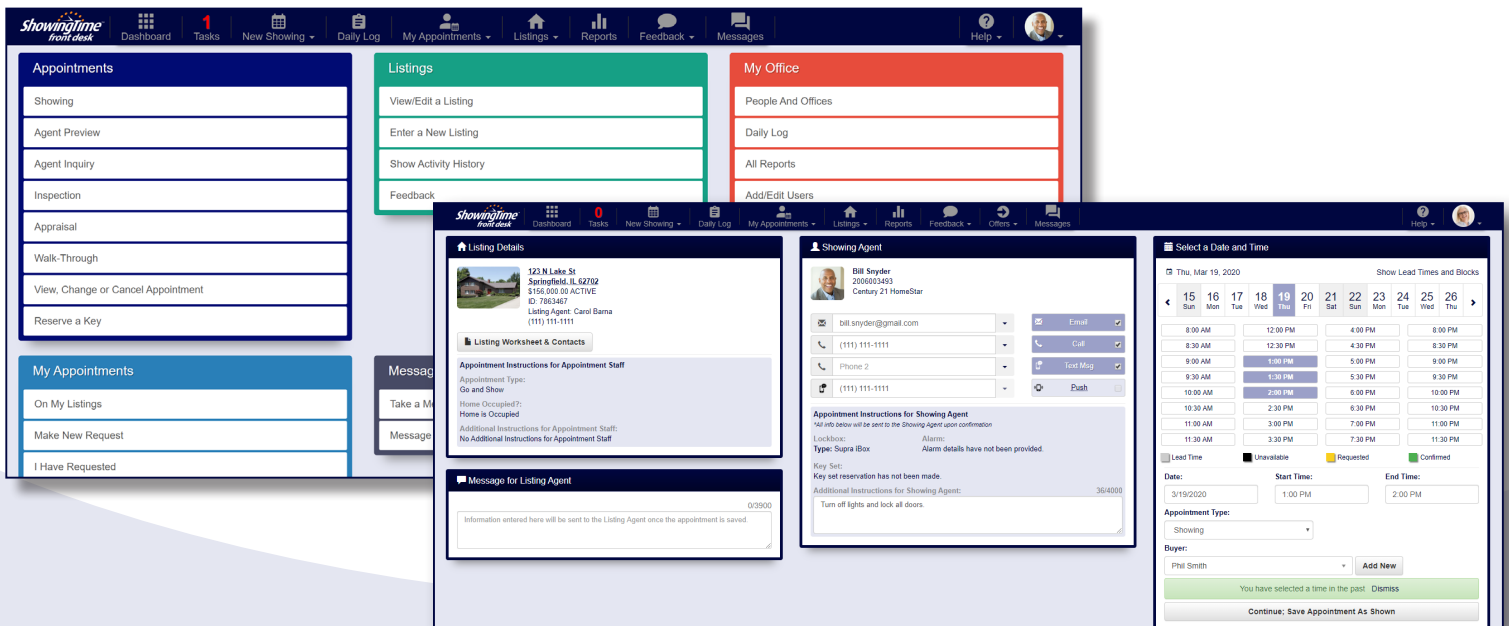 ShowingTime
front desk
Dashboard
1
Tasks
New Showing
Daily Log
My Appointments
Listings
Reports
Feedback
Messages
Help
Appointments
Showing
Agent Preview
Agent Inquiry
Inspection
Appraisal
Walk-Through
View, Change or Cancel Appointment
Reserve a Key
Listings
View/Edit a Listing
Enter a New Listing
Show Activity History
Feedback
My Office
People And Offices
Daily Log
All Reports
Add/Edit Users
My Appointments
On My Listings
Make New Request
I Have Requested
Messag
Take a M
Message
ShowingTime
front desk
Dashboard
0
Tasks
New Showing
Daily Log
My Appointments
Listings
Reports
Feedback
Offers
Messages
Help
Listing Details
123 N Lake St
Springfield, IL 62702
$156,000.00 ACTIVE
ID: 7863467
Listing Agent: Carol Barna
(111) 111-1111
Listing Worksheet & Contacts
Appointment Instructions for Appointment Staff
Appointment Type:
Go and Show
Home Occupied?:
Home is Occupied
Additional Instructions for Appointment Staff:
No Additional Instructions for Appointment Staff
Message for Listing Agent
0/3900
Information entered here will be sent to the Listing Agent once the appointment is saved.
Showing Agent
Bill Snyder
2006003493
Century 21 HomeStar
bill.snyder@gmail.com
Email
(111) 111-1111
Call
Phone 2
Text Msg
(111) 111-1111
Push
Appointment Instructions for Showing Agent
*All info below will be sent to the Showing Agent upon confirmation
Lockbox: Alarm:
Type: Supra iBox Alarm details have not been provided.
Key Set:
Key set reservation has not been made.
Additional Instructions for Showing Agent: 36/4000
Turn off lights and lock all doors.
Select a Date and Time
Thu, Mar 19, 2020 Show Lead Times and Blocks
15 16 17 18 19 20 21 22 23 24 25 26
Sun Mon Tue Wed Thu Fri Sat Sun Mon Tue Wed Thu
8:00 AM 12:00 PM 4:00 PM 8:00 PM
8:30 AM 12:30 PM 4:30 PM 8:30 PM
9:00 AM 1:00 PM 5:00 PM 9:00 PM
9:30 AM 1:30 PM 5:30 PM 9:30 PM
10:00 AM 2:00 PM 6:00 PM 10:00 PM
10:30 AM 2:30 PM 6:30 PM 10:30 PM
11:00 AM 3:00 PM 7:00 PM 11:00 PM
11:30 AM 3:30 PM 7:30 PM 11:30 PM
Lead Time Unavailable Requested Confirmed
Date: Start Time: End Time:
3/19/2020 1:00 PM 2:00 PM
Appointment Type:
Showing
Buyer:
Phil Smith Add New
You have selected a time in the past Dismiss
Continue; Save Appointment As Shown